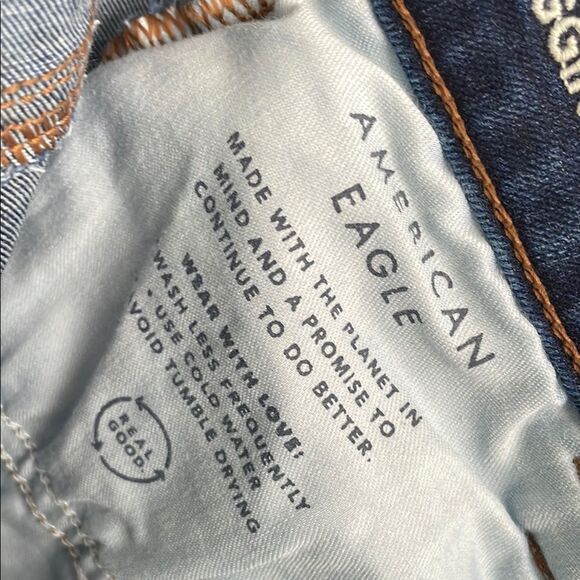 AMERICAN
EAGLE
MADE WITH THE PLANET IN
MIND AND A PROMISE TO
CONTINUE TO DO BETTER.
WEAR WITH LOVE:
WASH LESS FREQUENTLY
• USE COLD WATER
AVOID TUMBLE DRYING
REAL
GOOD.